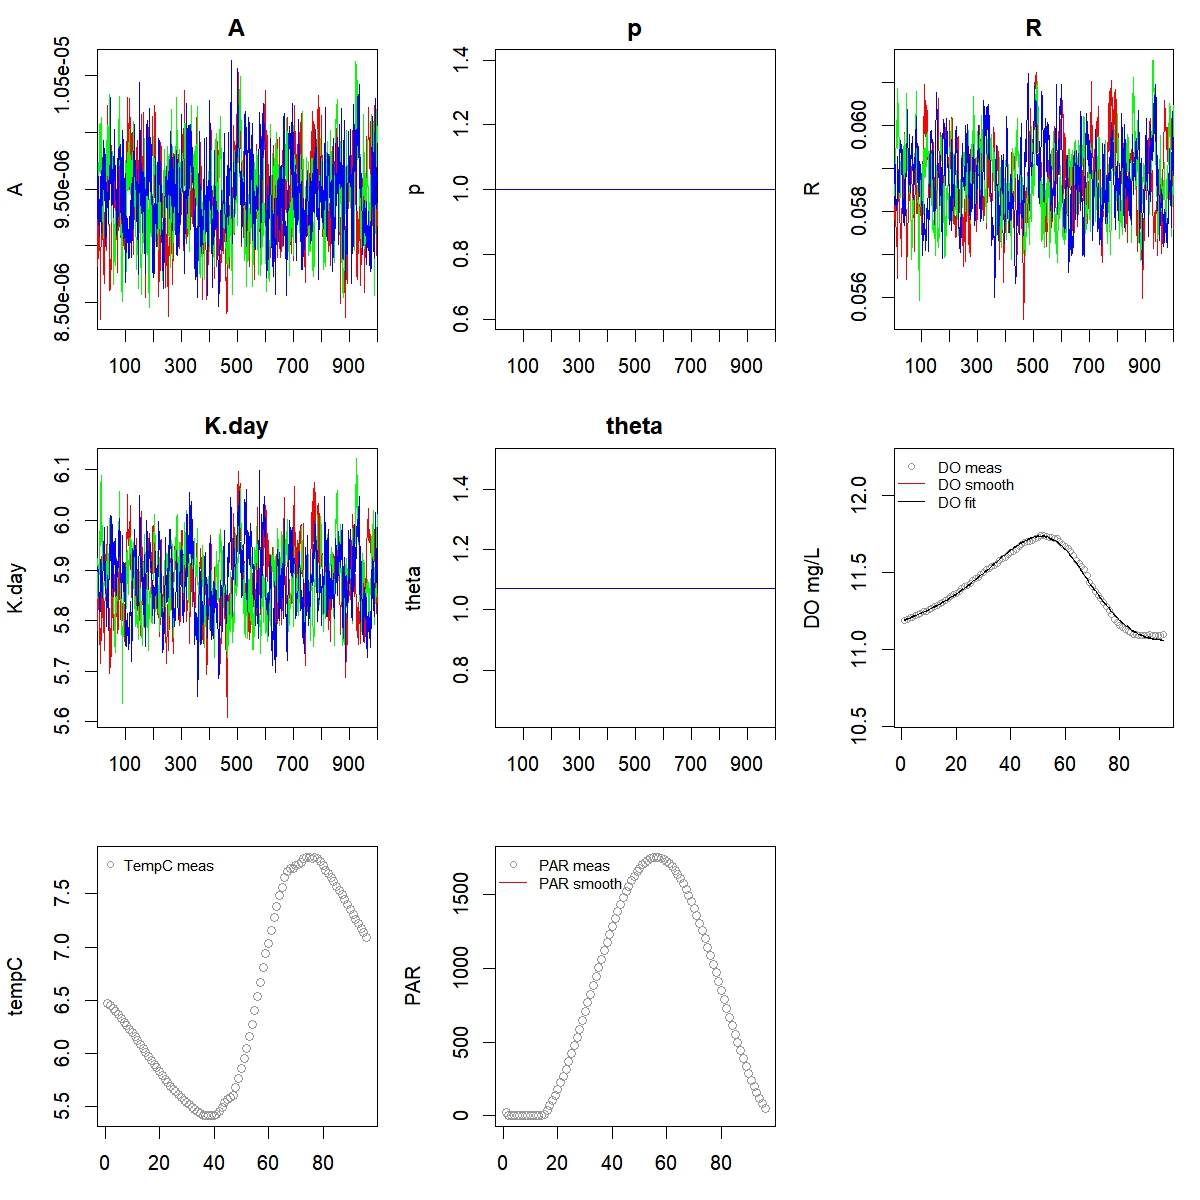 A
A
8.50e-06 9.50e-06 1.05e-05
100 300 500 700 900
p
p
0.6 0.8 1.0 1.2 1.4
100 300 500 700 900
R
R
0.056 0.058 0.060
100 300 500 700 900
K.day
K.day
5.6 5.7 5.8 5.9 6.0 6.1
100 300 500 700 900
theta
theta
0.8 1.0 1.2 1.4
100 300 500 700 900
DO mg/L
10.5 11.0 11.5 12.0
DO meas
DO smooth
DO fit
0 20 40 60 80
tempC
5.5 6.0 6.5 7.0 7.5
TempC meas
0 20 40 60 80
PAR
0 500 1000 1500
PAR meas
PAR smooth
0 20 40 60 80